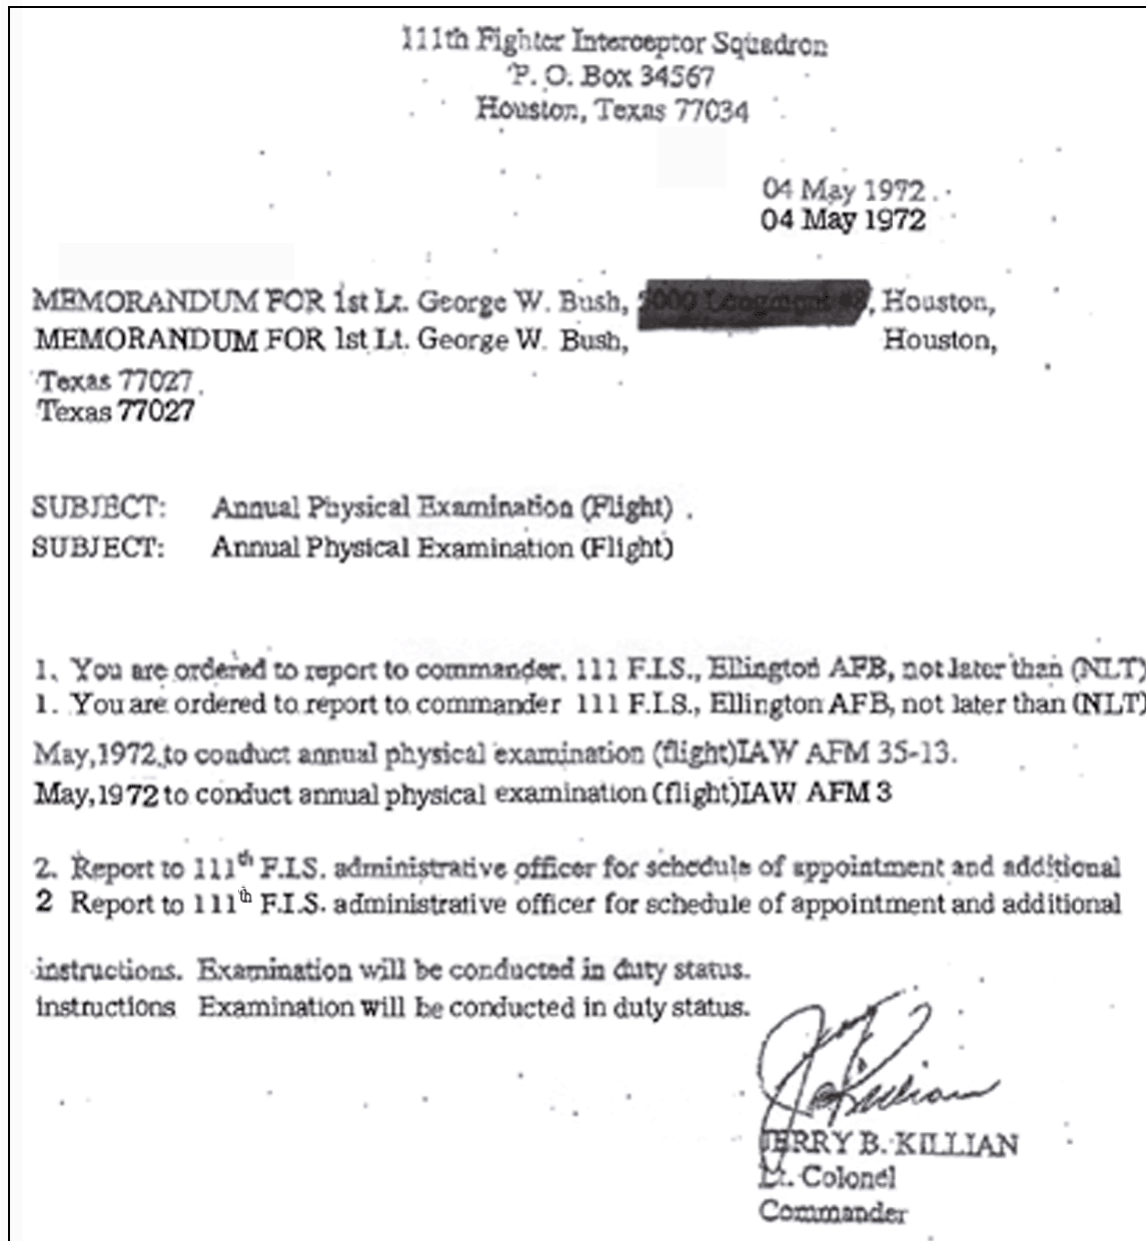 111th Fighter Interceptor Squadron
P. O. Box 34567
Houston, Texas 77034
04 May 1972
04 May 1972
MEMORANDUM FOR 1st Lt. George W. Bush, , Houston,
MEMORANDUM FOR 1st Lt. George W. Bush, Houston,
Texas 77027
Texas 77027
SUBJECT: Annual Physical Examination (Flight)
SUBJECT: Annual Physical Examination (Flight)
1. You are ordered to report to commander, 111 F.I.S., Ellington AFB, not later than (NLT)
1. You are ordered to report to commander 111 F.I.S., Ellington AFB, not later than (NLT)
May,1972 to conduct annual physical examination (flight)IAW AFM 35-13.
May,1972 to conduct annual physical examination (flight)IAW AFM 3
2. Report to 111th F.I.S. administrative officer for schedule of appointment and additional
2 Report to 111th F.I.S. administrative officer for schedule of appointment and additional
instructions. Examination will be conducted in duty status.
instructions Examination will be conducted in duty status.
JERRY B. KILLIAN
Lt. Colonel
Commander